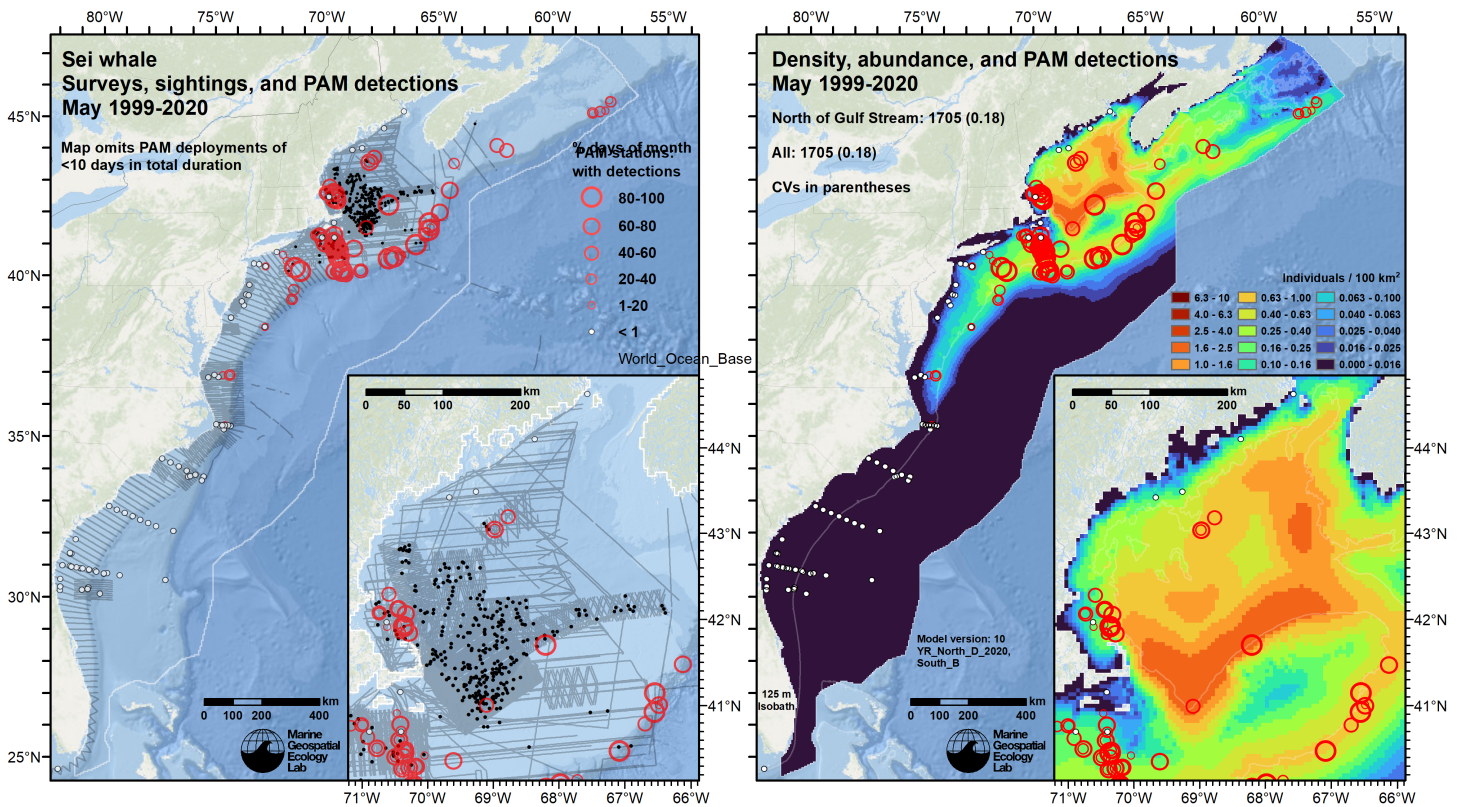 80°W 75°W 70°W 65°W 60°W 55°W
Sei whale
Surveys, sightings, and PAM detections
May 1999-2020
Map omits PAM deployments of
<10 days in total duration
% days of month
PAM stations:
with detections
80-100
60-80
40-60
20-40
1-20
< 1
World_Ocean_Base
45°N
40°N
35°N
30°N
25°N
km
0 50 100 200
44°N
43°N
42°N
41°N
km
0 100 200 400
Marine
Geospatial
Ecology
Lab
71°W 70°W 69°W 68°W 67°W 66°W
80°W 75°W 70°W 65°W 60°W 55°W
Density, abundance, and PAM detections
May 1999-2020
North of Gulf Stream: 1705 (0.18)
All: 1705 (0.18)
CVs in parentheses
Individuals / 100 km²
6.3 - 10 0.63 - 1.00 0.063 - 0.100
4.0 - 6.3 0.40 - 0.63 0.040 - 0.063
2.5 - 4.0 0.25 - 0.40 0.025 - 0.040
1.6 - 2.5 0.16 - 0.25 0.016 - 0.025
1.0 - 1.6 0.10 - 0.16 0.000 - 0.016
km
0 50 100 200
44°N
43°N
42°N
41°N
Model version: 10
YR_North_D_2020,
South_B
125 m
Isobath
km
0 100 200 400
Marine
Geospatial
Ecology
Lab
71°W 70°W 69°W 68°W 67°W 66°W